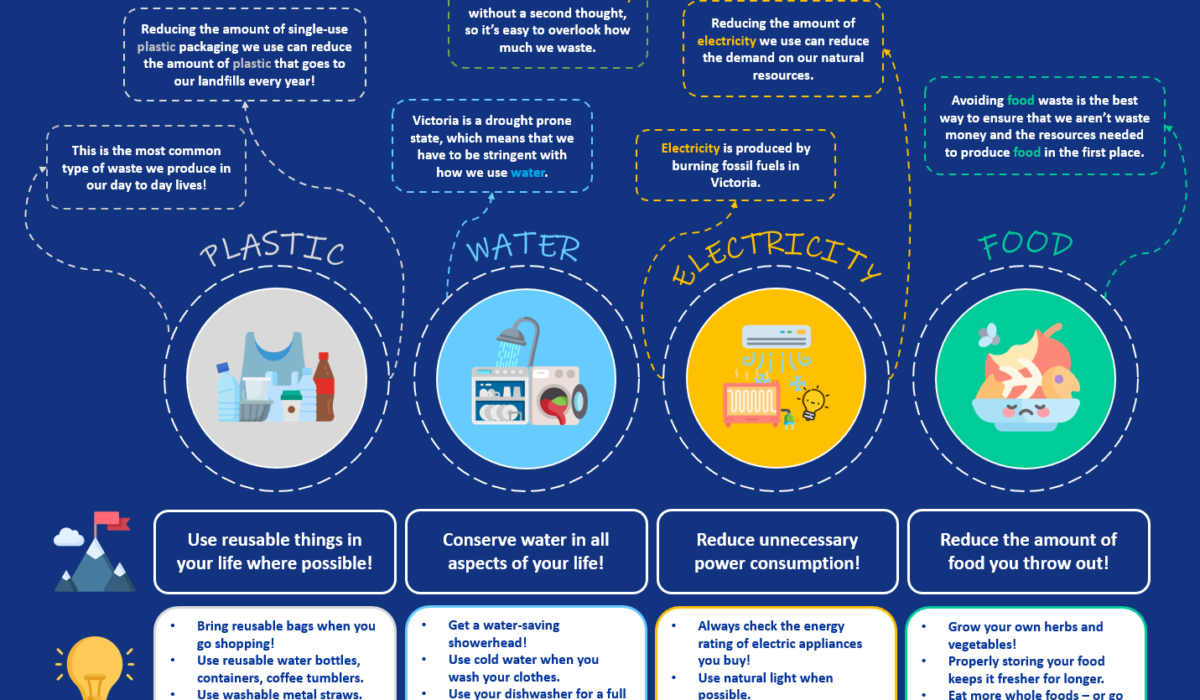 Reducing the amount of single-use
plastic packaging we use can reduce
the amount of plastic that goes to
our landfills every year!
without a second thought,
so it's easy to overlook how
much we waste.
Reducing the amount of
electricity we use can reduce
the demand on our natural
resources.
Avoiding food waste is the best
way to ensure that we aren't waste
money and the resources needed
to produce food in the first place.
This is the most common
type of waste we produce in
our day to day lives!
Victoria is a drought prone
state, which means that we
have to be stringent with
how we use water.
Electricity is produced by
burning fossil fuels in
Victoria.
PLASTIC
WATER
ELECTRICITY
FOOD
Use reusable things in
your life where possible!
Conserve water in all
aspects of your life!
Reduce unnecessary
power consumption!
Reduce the amount of
food you throw out!
• Bring reusable bags when you
go shopping!
• Use reusable water bottles,
containers, coffee tumblers.
• Use washable metal straws.
• Get a water-saving
showerhead!
• Use cold water when you
wash your clothes.
• Use your dishwasher for a full
• Always check the energy
rating of electric appliances
you buy!
• Use natural light when
possible.
• Grow your own herbs and
vegetables!
• Properly storing your food
keeps it fresher for longer.
• Eat more whole foods – or go